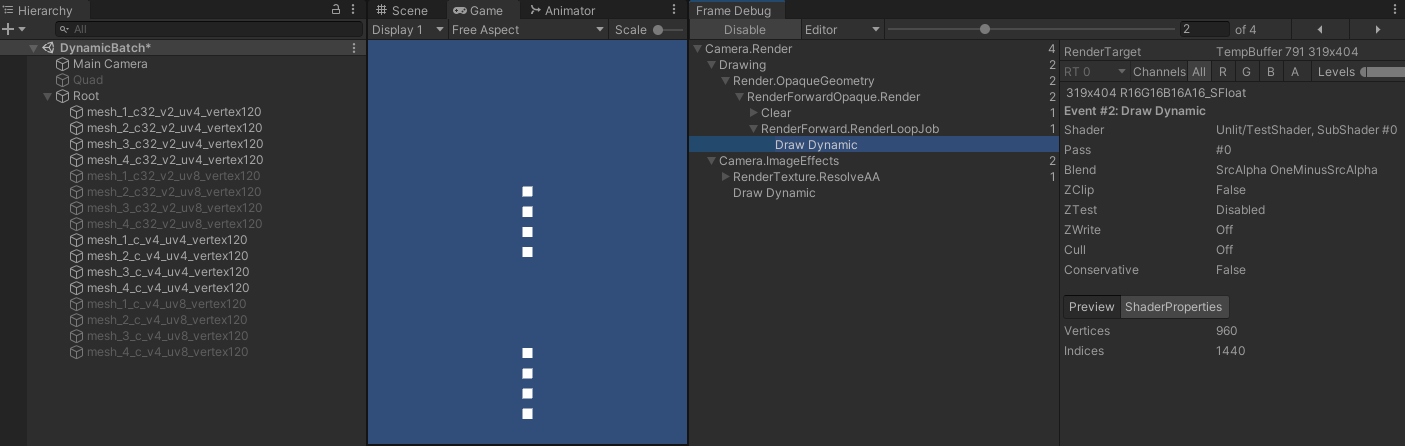 Hierarchy
All
DynamicBatch*
Main Camera
Quad
Root
mesh_1_c32_v2_uv4_vertex120
mesh_2_c32_v2_uv4_vertex120
mesh_3_c32_v2_uv4_vertex120
mesh_4_c32_v2_uv4_vertex120
mesh_1_c32_v2_uv8_vertex120
mesh_2_c32_v2_uv8_vertex120
mesh_3_c32_v2_uv8_vertex120
mesh_4_c32_v2_uv8_vertex120
mesh_1_c_v4_uv4_vertex120
mesh_2_c_v4_uv4_vertex120
mesh_3_c_v4_uv4_vertex120
mesh_4_c_v4_uv4_vertex120
mesh_1_c_v4_uv8_vertex120
mesh_2_c_v4_uv8_vertex120
mesh_3_c_v4_uv8_vertex120
mesh_4_c_v4_uv8_vertex120
Scene Game Animator
Display 1 Free Aspect Scale
Frame Debug
Disable Editor 2 of 4
Camera.Render 4
Drawing 2
Render.OpaqueGeometry 2
RenderForwardOpaque.Render 2
Clear 1
RenderForward.RenderLoopJob 1
Draw Dynamic
Camera.ImageEffects 2
RenderTexture.ResolveAA 1
Draw Dynamic
RenderTarget TempBuffer 791 319x404
RT 0 Channels All R G B A Levels
319x404 R16G16B16A16_SFloat
Event #2: Draw Dynamic
Shader Unlit/TestShader, SubShader #0
Pass #0
Blend SrcAlpha OneMinusSrcAlpha
ZClip False
ZTest Disabled
ZWrite Off
Cull Off
Conservative False
Preview ShaderProperties
Vertices 960
Indices 1440